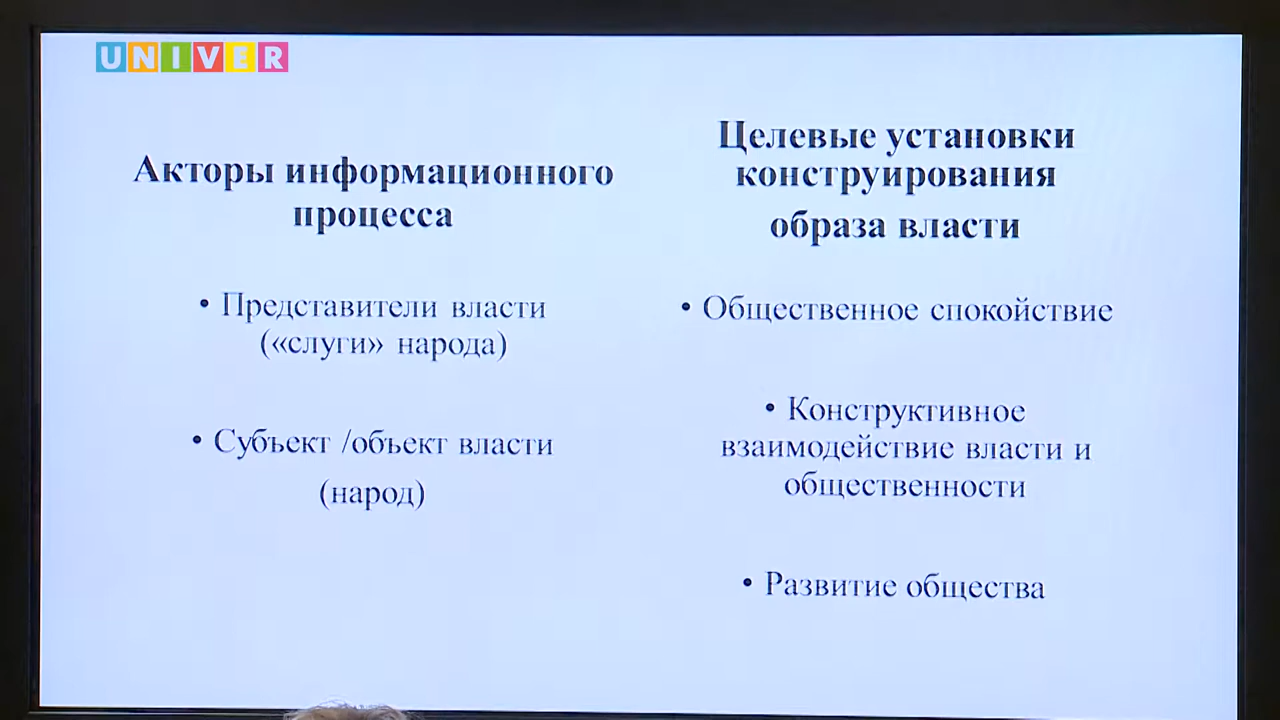 UNIVER
Акторы информационного
процесса
• Представители власти
(«слуги» народа)
• Субъект /объект власти
(народ)
Целевые установки
конструирования
образа власти
• Общественное спокойствие
• Конструктивное
взаимодействие власти и
общественности
• Развитие общества